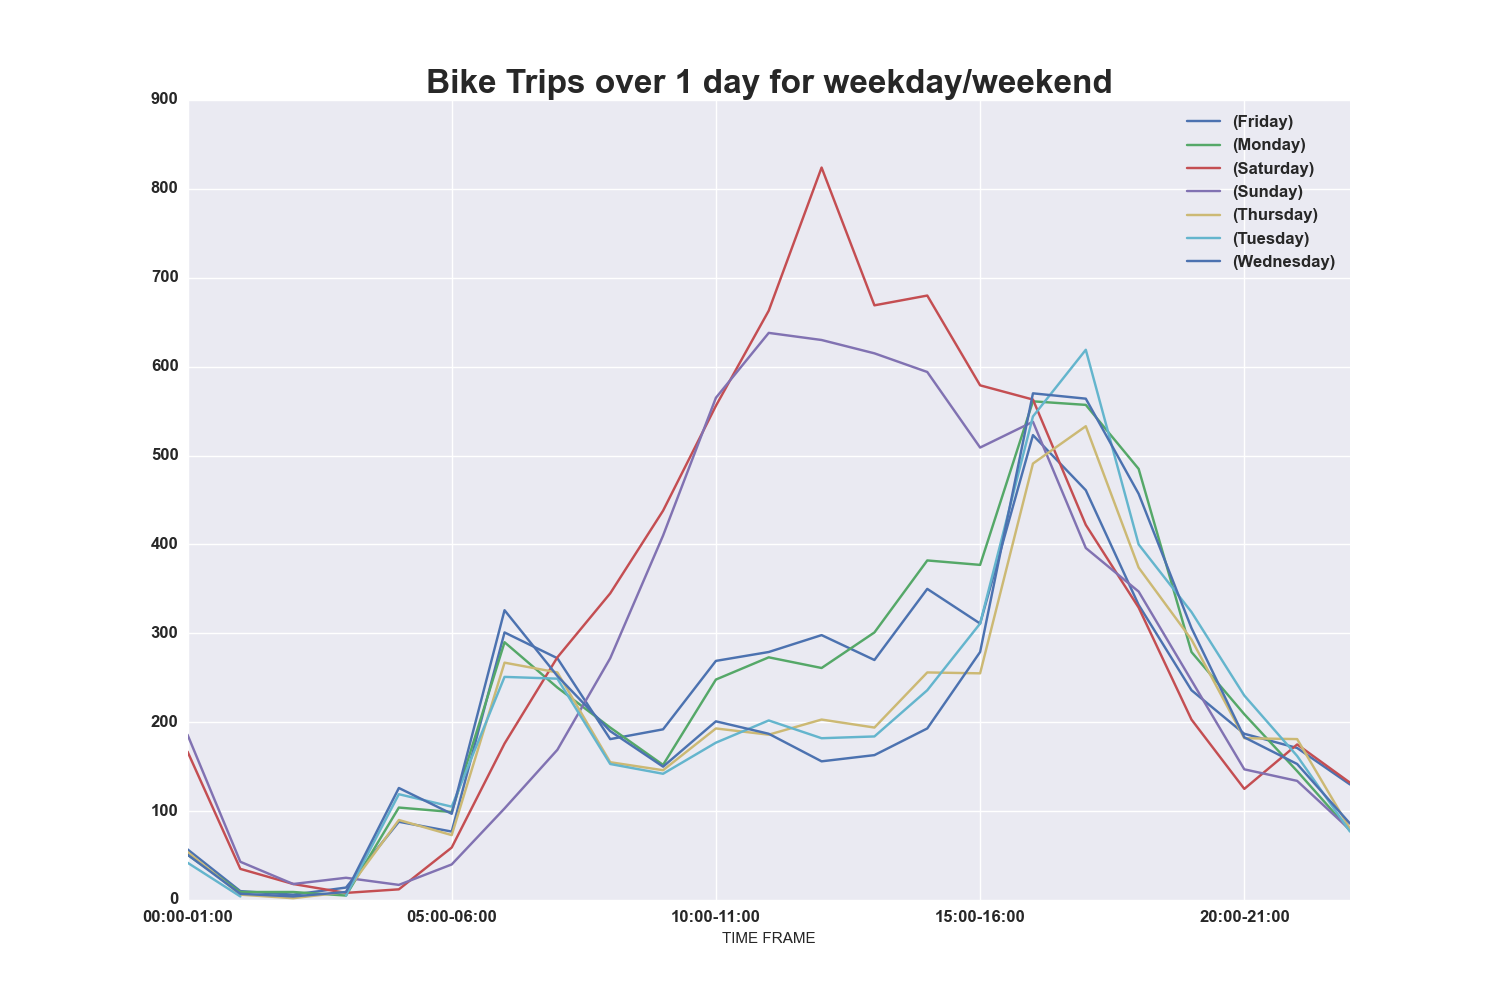 Bike Trips over 1 day for weekday/weekend
900
800
700
600
500
400
300
200
100
0
(Friday)
(Monday)
(Saturday)
(Sunday)
(Thursday)
(Tuesday)
(Wednesday)
00:00-01:00 05:00-06:00 10:00-11:00 15:00-16:00 20:00-21:00
TIME FRAME